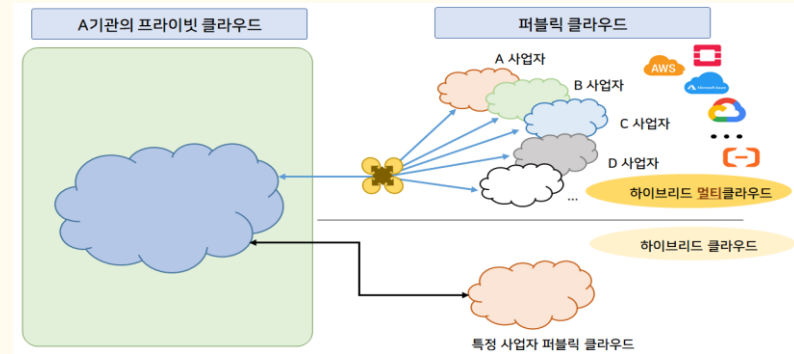 A기관의 프라이빗 클라우드
퍼블릭 클라우드
A 사업자
B 사업자
C 사업자
D 사업자
...
AWS
Microsoft Azure
하이브리드 멀티클라우드
하이브리드 클라우드
특정 사업자 퍼블릭 클라우드